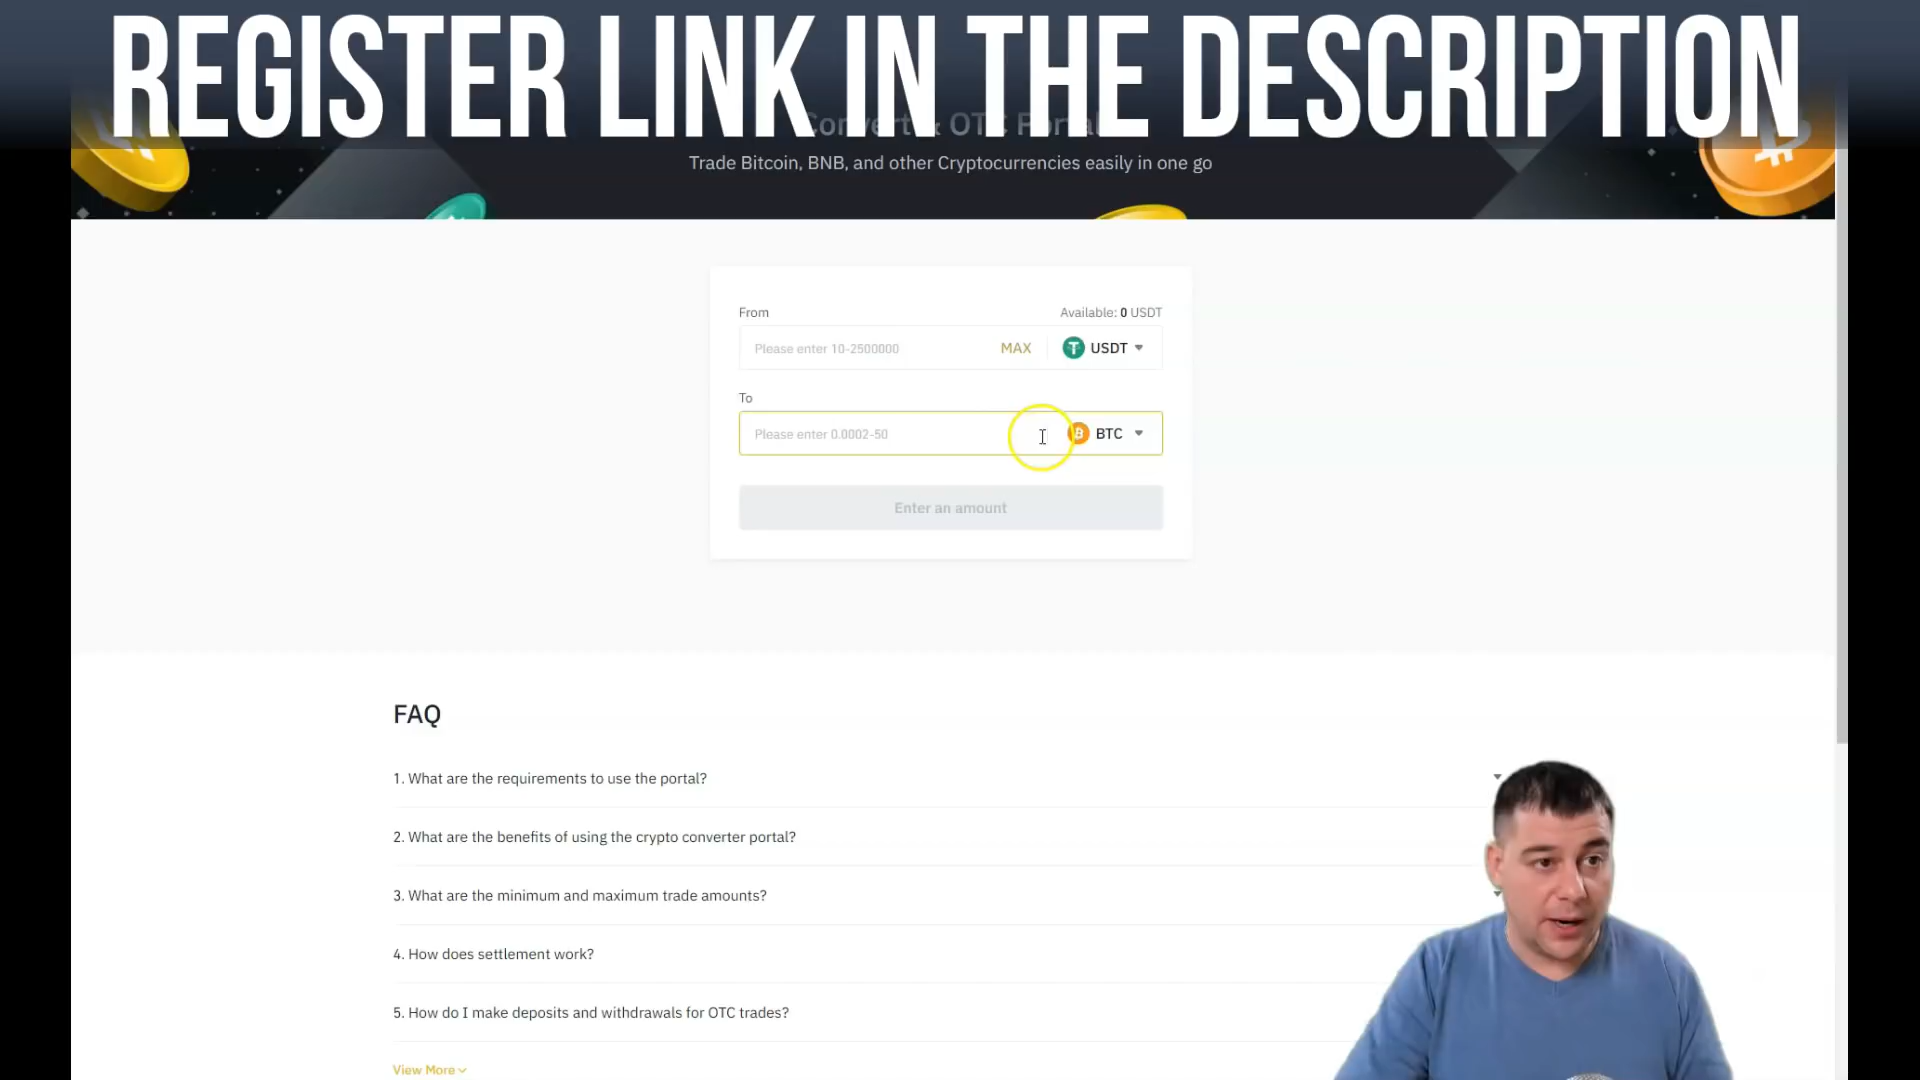 REGISTER LINK IN THE DESCRIPTION
Convert & OTC Portal
Trade Bitcoin, BNB, and other Cryptocurrencies easily in one go
From
Available: 0 USDT
Please enter 10-2500000
MAX
USDT
To
Please enter 0.0002-50
BTC
Enter an amount
FAQ
1. What are the requirements to use the portal?
2. What are the benefits of using the crypto converter portal?
3. What are the minimum and maximum trade amounts?
4. How does settlement work?
5. How do I make deposits and withdrawals for OTC trades?
View More